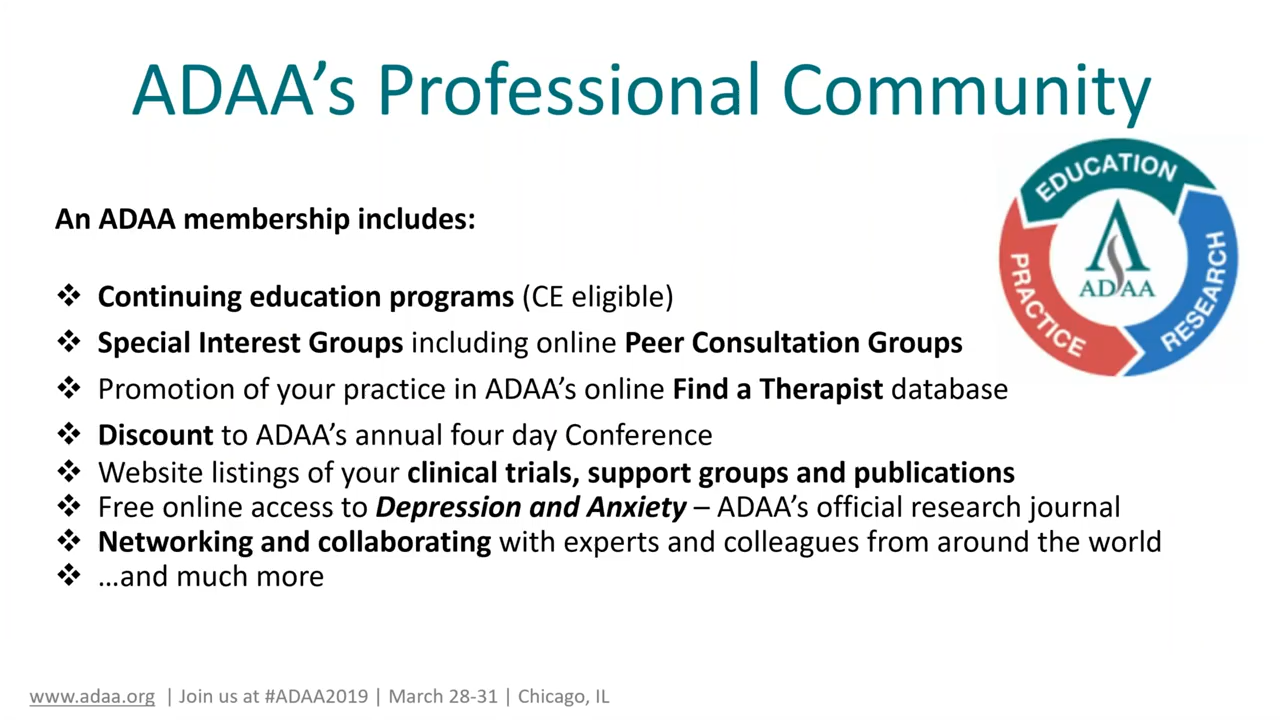 ADAA’s Professional Community
EDUCATION
RESEARCH
PRACTICE
ADAA
An ADAA membership includes:
❖ Continuing education programs (CE eligible)
❖ Special Interest Groups including online Peer Consultation Groups
❖ Promotion of your practice in ADAA’s online Find a Therapist database
❖ Discount to ADAA’s annual four day Conference
❖ Website listings of your clinical trials, support groups and publications
❖ Free online access to Depression and Anxiety – ADAA’s official research journal
❖ Networking and collaborating with experts and colleagues from around the world
❖ …and much more
www.adaa.org | Join us at #ADAA2019 | March 28-31 | Chicago, IL